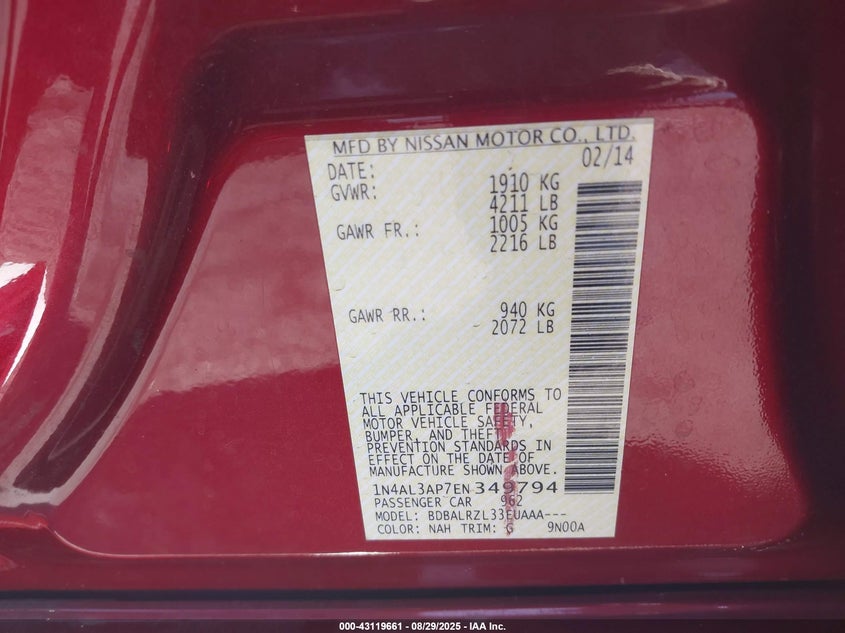 MFD BY NISSAN MOTOR CO., LTD.
DATE: 02/14
GVWR: 1910 KG
4211 LB
GAWR FR.: 1005 KG
2216 LB
GAWR RR.: 940 KG
2072 LB
THIS VEHICLE CONFORMS TO
ALL APPLICABLE FEDERAL
MOTOR VEHICLE SAFETY,
BUMPER, AND THEFT
PREVENTION STANDARDS IN
EFFECT ON THE DATE OF
MANUFACTURE SHOWN ABOVE.
1N4AL3AP7EN 349794
PASSENGER CAR 962
MODEL: BDBALRZL33EUAAA---
COLOR: NAH TRIM: G 9N00A
000-43119661 - 08/29/2025 - IAA Inc.